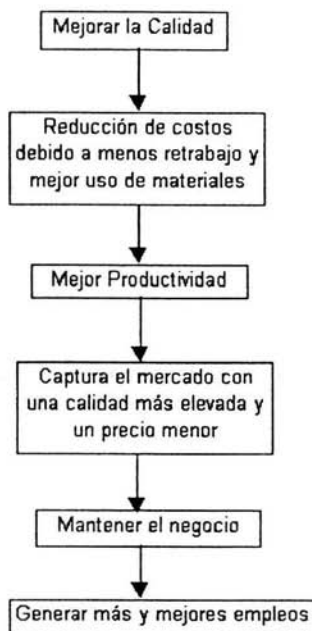 Mejorar la Calidad
Reducción de costos
debido a menos retrabajo y
mejor uso de materiales
Mejor Productividad
Captura el mercado con
una calidad más elevada y
un precio menor
Mantener el negocio
Generar más y mejores empleos